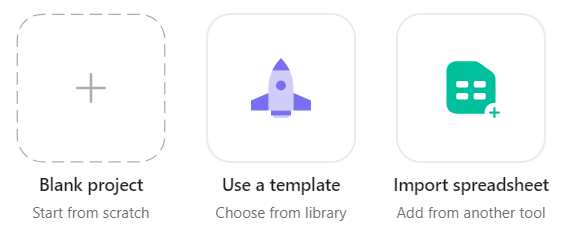 Blank project
Start from scratch
Use a template
Choose from library
Import spreadsheet
Add from another tool